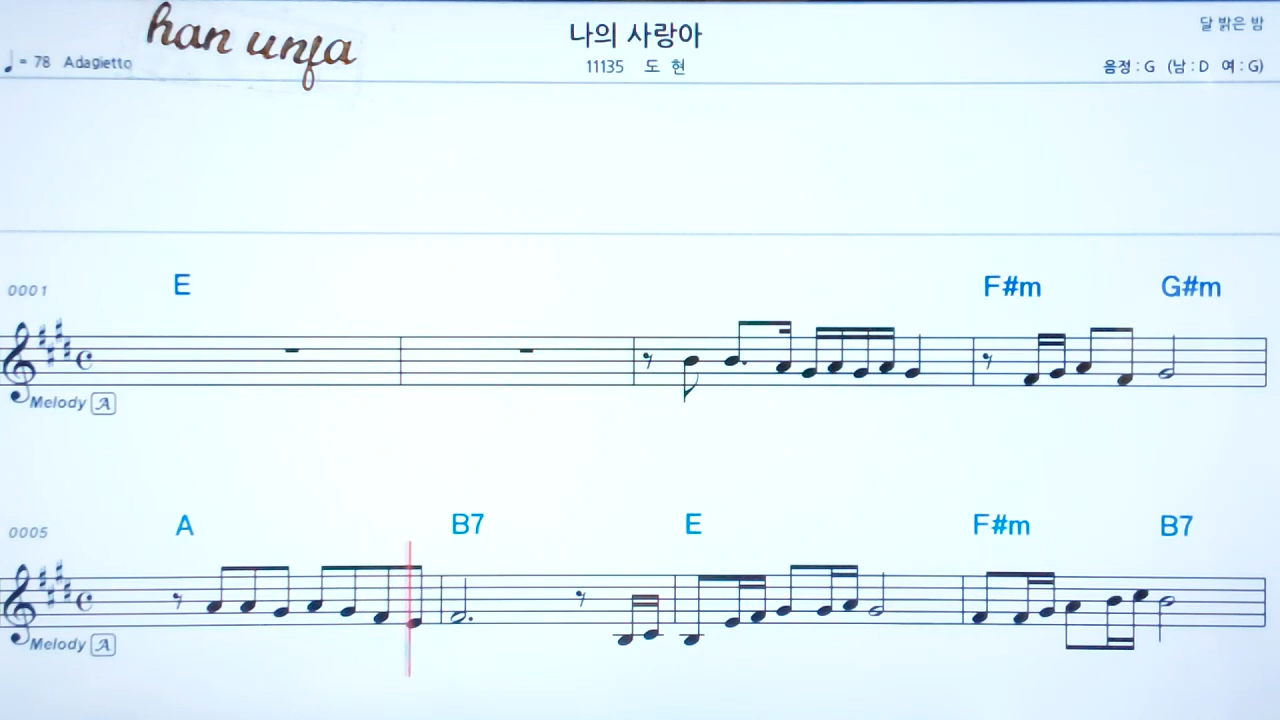 han unfa
나의 사랑아
달 밝은 밤
♩ = 78 Adagietto
11135 도 현
음정 : G (남 : D 여 : G)
0001 E F#m G#m
Melody A
0005 A B7 E F#m B7
Melody A